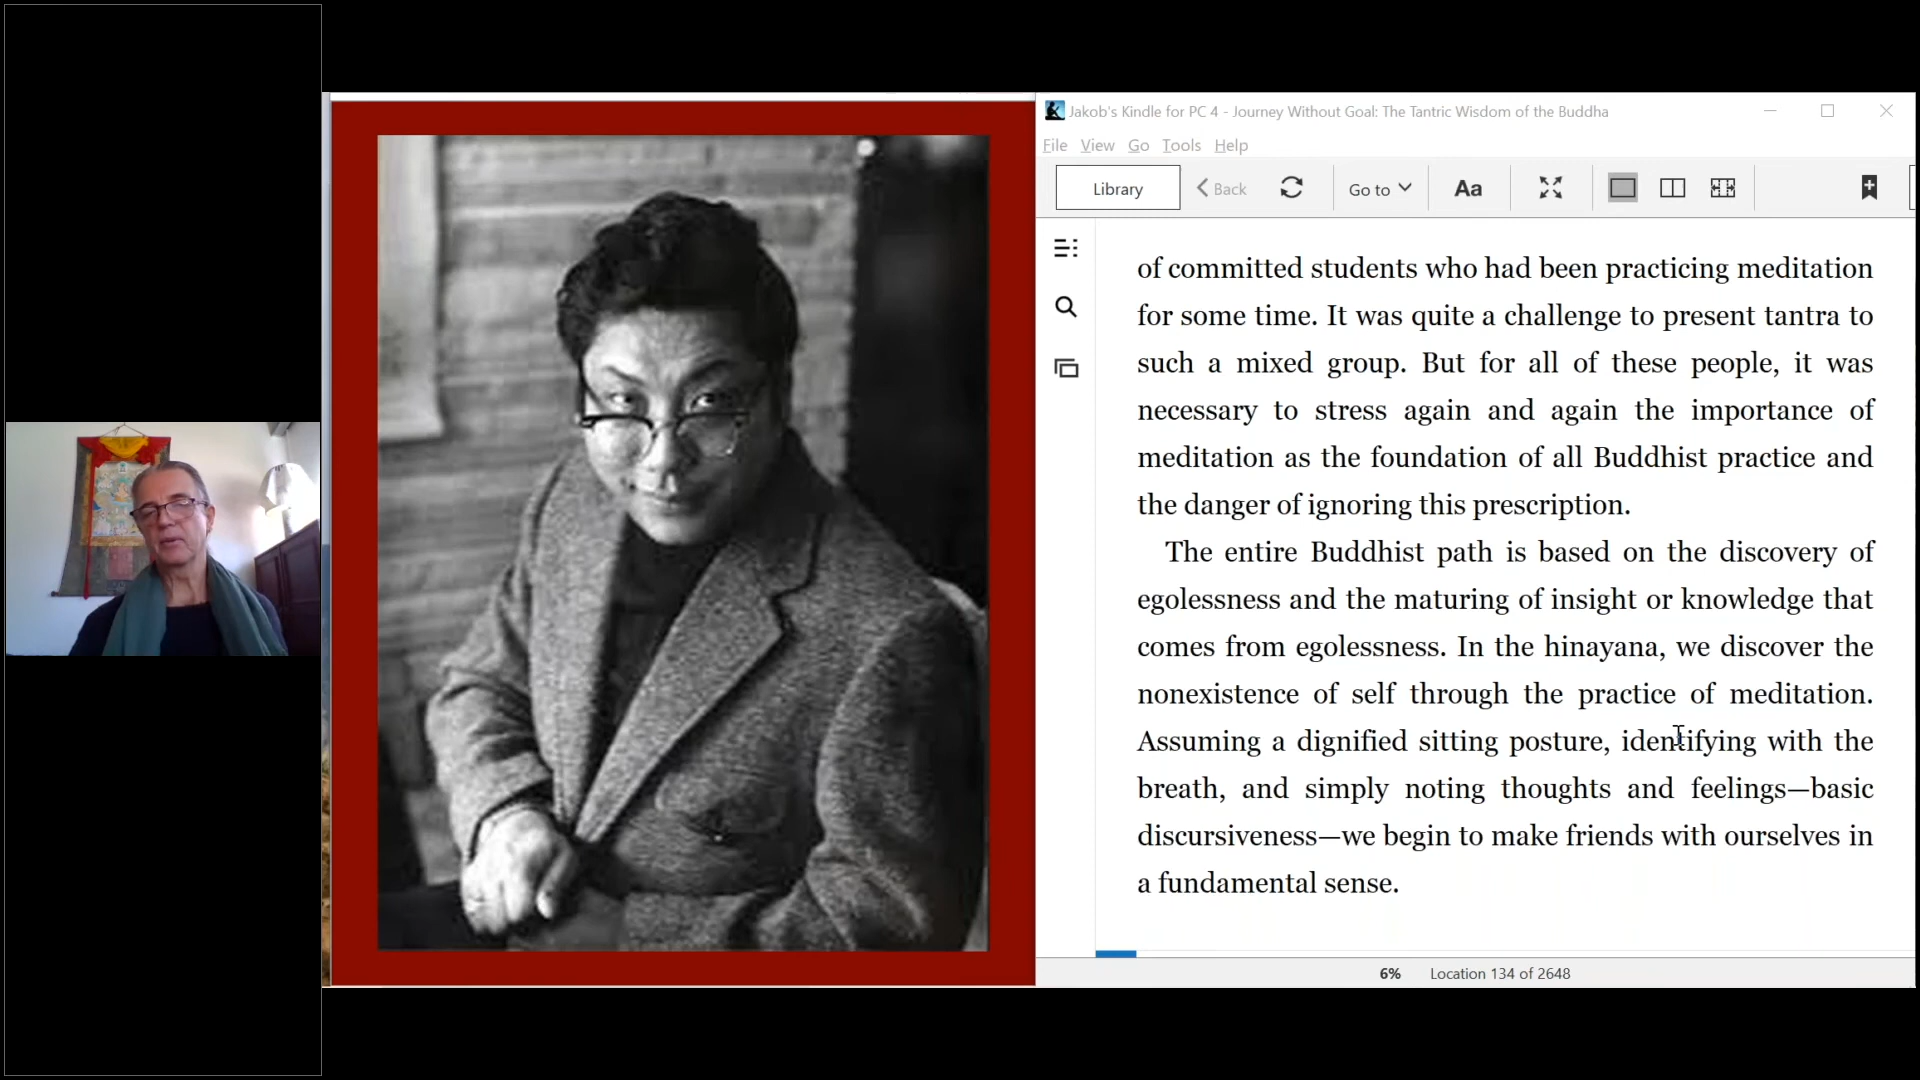 Jakob's Kindle for PC 4 - Journey Without Goal: The Tantric Wisdom of the Buddha
File View Go Tools Help
Library Back Go to Aa
of committed students who had been practicing meditation
for some time. It was quite a challenge to present tantra to
such a mixed group. But for all of these people, it was
necessary to stress again and again the importance of
meditation as the foundation of all Buddhist practice and
the danger of ignoring this prescription.
The entire Buddhist path is based on the discovery of
egolessness and the maturing of insight or knowledge that
comes from egolessness. In the hinayana, we discover the
nonexistence of self through the practice of meditation.
Assuming a dignified sitting posture, identifying with the
breath, and simply noting thoughts and feelings—basic
discursiveness—we begin to make friends with ourselves in
a fundamental sense.
6% Location 134 of 2648